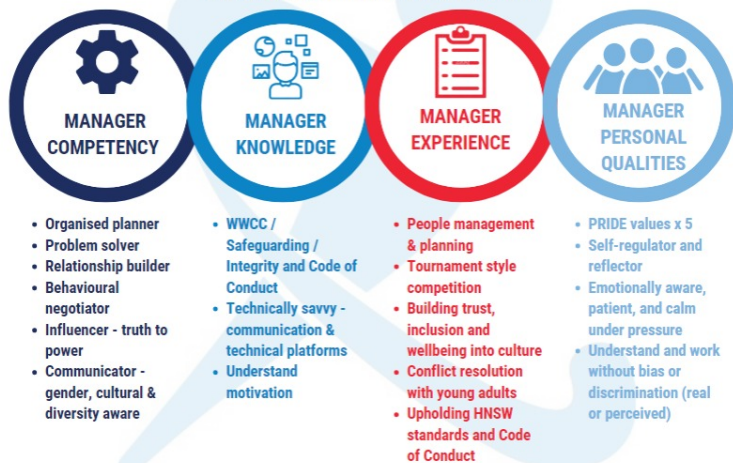 MANAGER
COMPETENCY
• Organised planner
• Problem solver
• Relationship builder
• Behavioural
negotiator
• Influencer - truth to
power
• Communicator -
gender, cultural &
diversity aware
MANAGER
KNOWLEDGE
• WWCC /
Safeguarding /
Integrity and Code of
Conduct
• Technically savvy -
communication &
technical platforms
• Understand
motivation
MANAGER
EXPERIENCE
• People management
& planning
• Tournament style
competition
• Building trust,
inclusion and
wellbeing into culture
• Conflict resolution
with young adults
• Upholding HNSW
standards and Code
of Conduct
MANAGER
PERSONAL
QUALITIES
• PRIDE values x 5
• Self-regulator and
reflector
• Emotionally aware,
patient, and calm
under pressure
• Understand and work
without bias or
discrimination (real
or perceived)